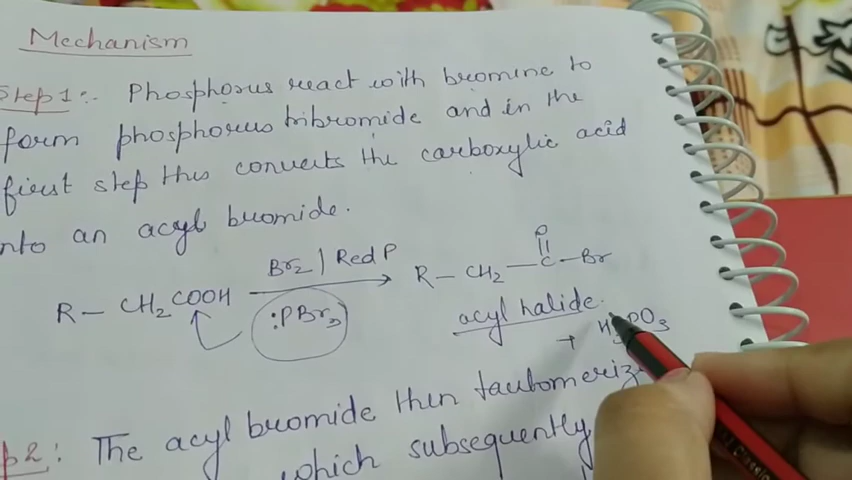 Mechanism
Step 1:- Phosphorus react with bromine to
form phosphorus tribromide and in the
first step this converts the carboxylic acid
into an acyl bromide.
O
R - CH2COOH Br2 | Red P R - CH2 - C - Br
:PBr3 acyl halide.
+ H3PO3
2: The acyl bromide then tautomeriz
which subsequently